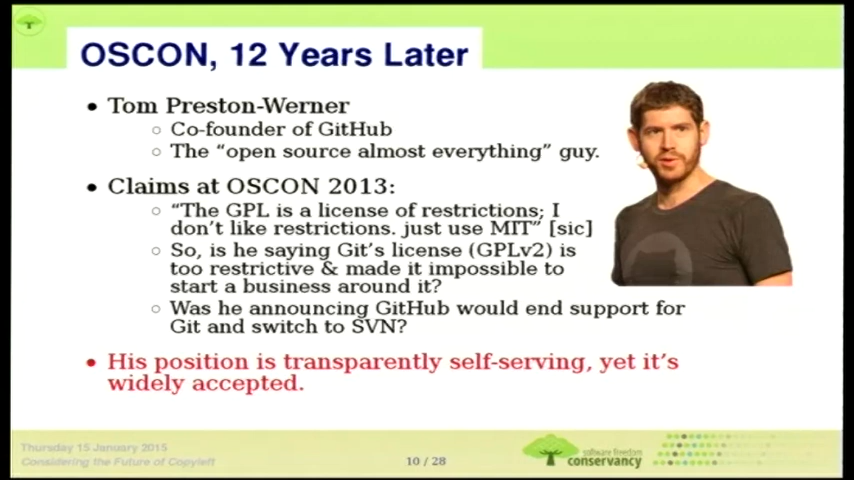 OSCON, 12 Years Later
• Tom Preston-Werner
○ Co-founder of GitHub
○ The “open source almost everything” guy.
• Claims at OSCON 2013:
○ “The GPL is a license of restrictions; I
don’t like restrictions. just use MIT” [sic]
○ So, is he saying Git’s license (GPLv2) is
too restrictive & made it impossible to
start a business around it?
○ Was he announcing GitHub would end support for
Git and switch to SVN?
• His position is transparently self-serving, yet it’s
widely accepted.
Thursday 15 January 2015
Considering the Future of Copyleft
10 / 28
software freedom
conservancy